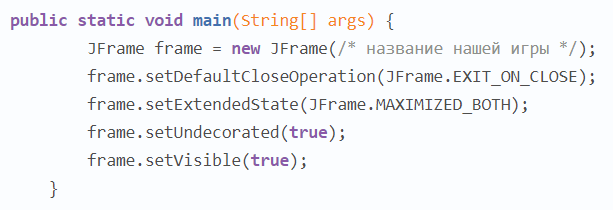 public static void main(String[] args) {
JFrame frame = new JFrame(/* название нашей игры */);
frame.setDefaultCloseOperation(JFrame.EXIT_ON_CLOSE);
frame.setExtendedState(JFrame.MAXIMIZED_BOTH);
frame.setUndecorated(true);
frame.setVisible(true);
}